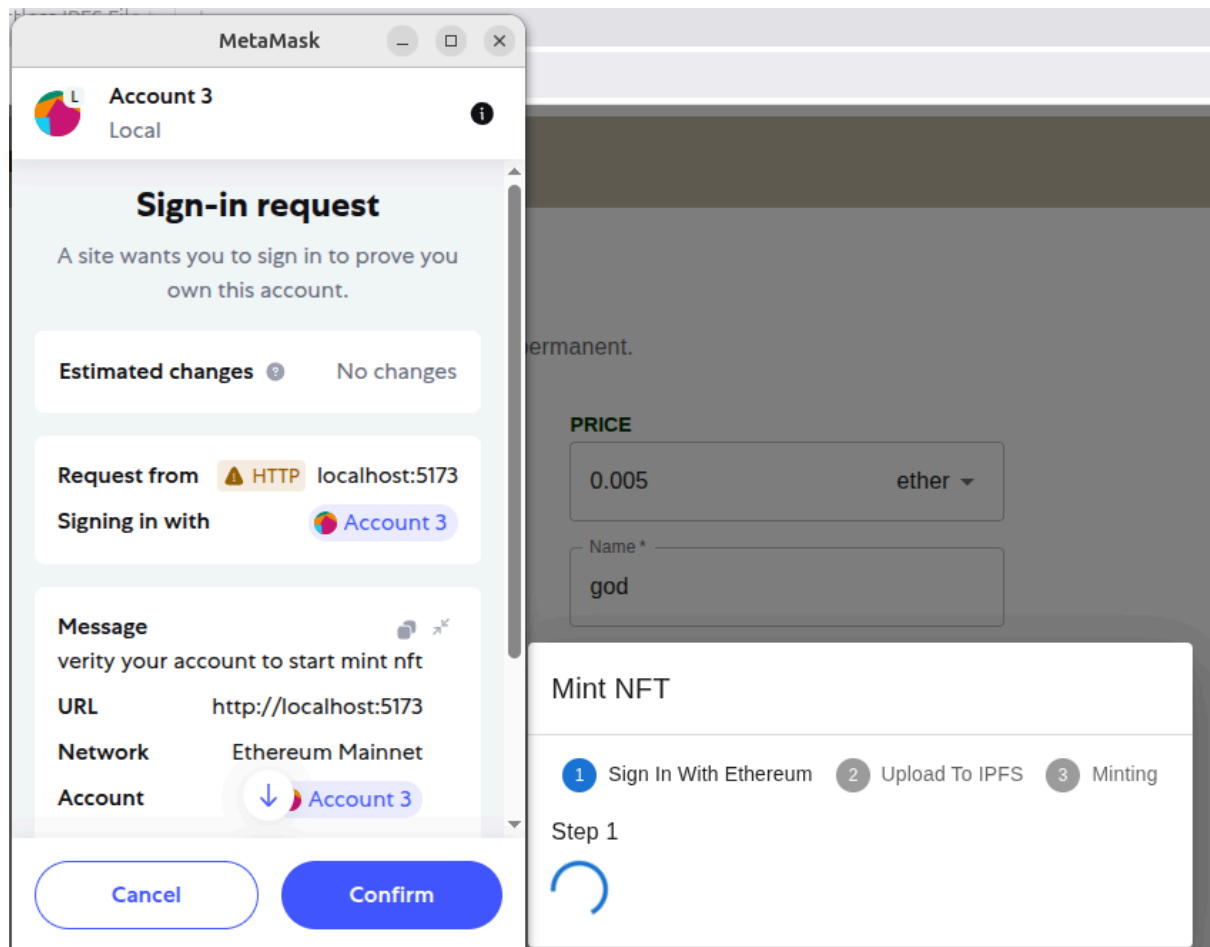 MetaMask
L
Account 3
Local
Sign-in request
A site wants you to sign in to prove you
own this account.
Estimated changes
No changes
Request from
HTTP
localhost:5173
Signing in with
Account 3
Message
verity your account to start mint nft
URL
http://localhost:5173
Network
Ethereum Mainnet
Account
Account 3
Cancel
Confirm
permanent.
PRICE
0.005
ether
Name *
god
Mint NFT
1
Sign In With Ethereum
2
Upload To IPFS
3
Minting
Step 1